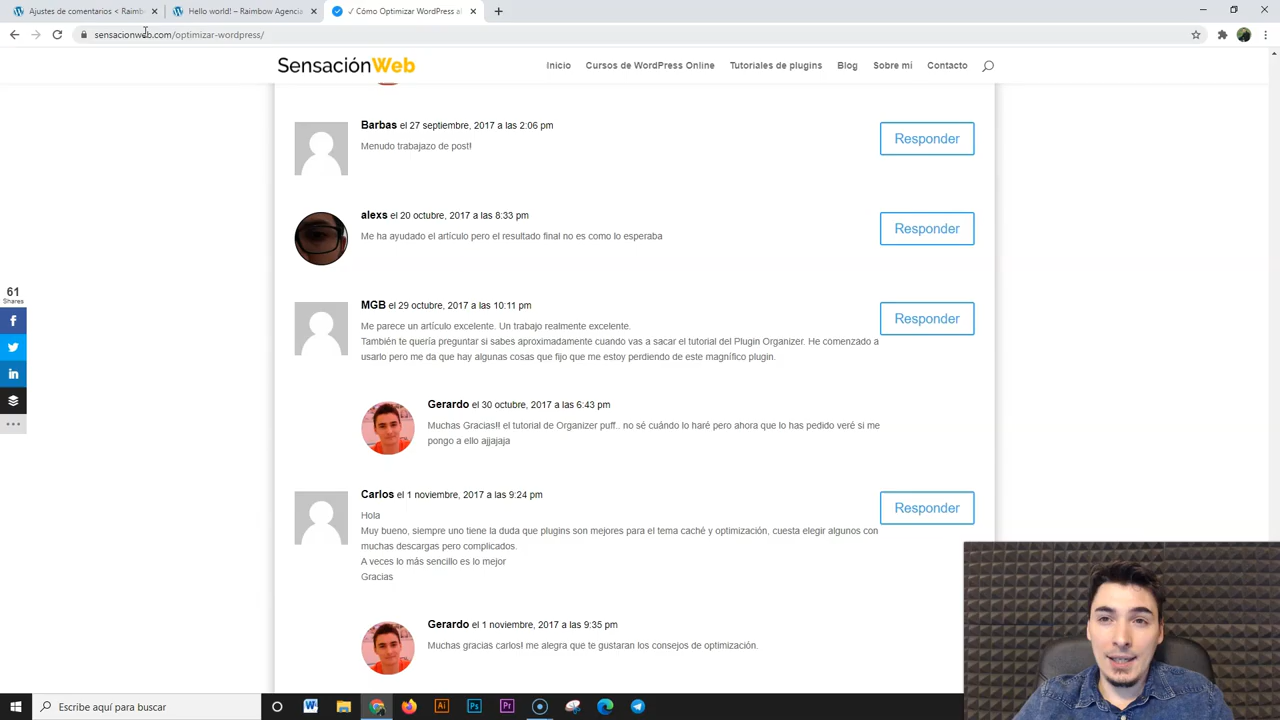 Ajustes de comentarios < Raimb
Hello world! – Raimbow Agencia
✓ Cómo Optimizar WordPress al
sensacionweb.com/optimizar-wordpress/
SensaciónWeb
Inicio
Cursos de WordPress Online
Tutoriales de plugins
Blog
Sobre mi
Contacto
Barbas el 27 septiembre, 2017 a las 2:06 pm
Responder
Menudo trabajazo de post!
alexs el 20 octubre, 2017 a las 8:33 pm
Responder
Me ha ayudado el artículo pero el resultado final no es como lo esperaba
61
Shares
MGB el 29 octubre, 2017 a las 10:11 pm
Responder
Me parece un artículo excelente. Un trabajo realmente excelente.
También te quería preguntar si sabes aproximadamente cuando vas a sacar el tutorial del Plugin Organizer. He comenzado a
usarlo pero me da que hay algunas cosas que fijo que me estoy perdiendo de este magnífico plugin.
Gerardo el 30 octubre, 2017 a las 6:43 pm
Muchas Gracias!! el tutorial de Organizer puff.. no sé cuándo lo haré pero ahora que lo has pedido veré si me
pongo a ello ajjajaja
Carlos el 1 noviembre, 2017 a las 9:24 pm
Responder
Hola
Muy bueno, siempre uno tiene la duda que plugins son mejores para el tema caché y optimización, cuesta elegir algunos con
muchas descargas pero complicados.
A veces lo más sencillo es lo mejor
Gracias
Gerardo el 1 noviembre, 2017 a las 9:35 pm
Muchas gracias carlos! me alegra que te gustaran los consejos de optimización.
Escribe aquí para buscar